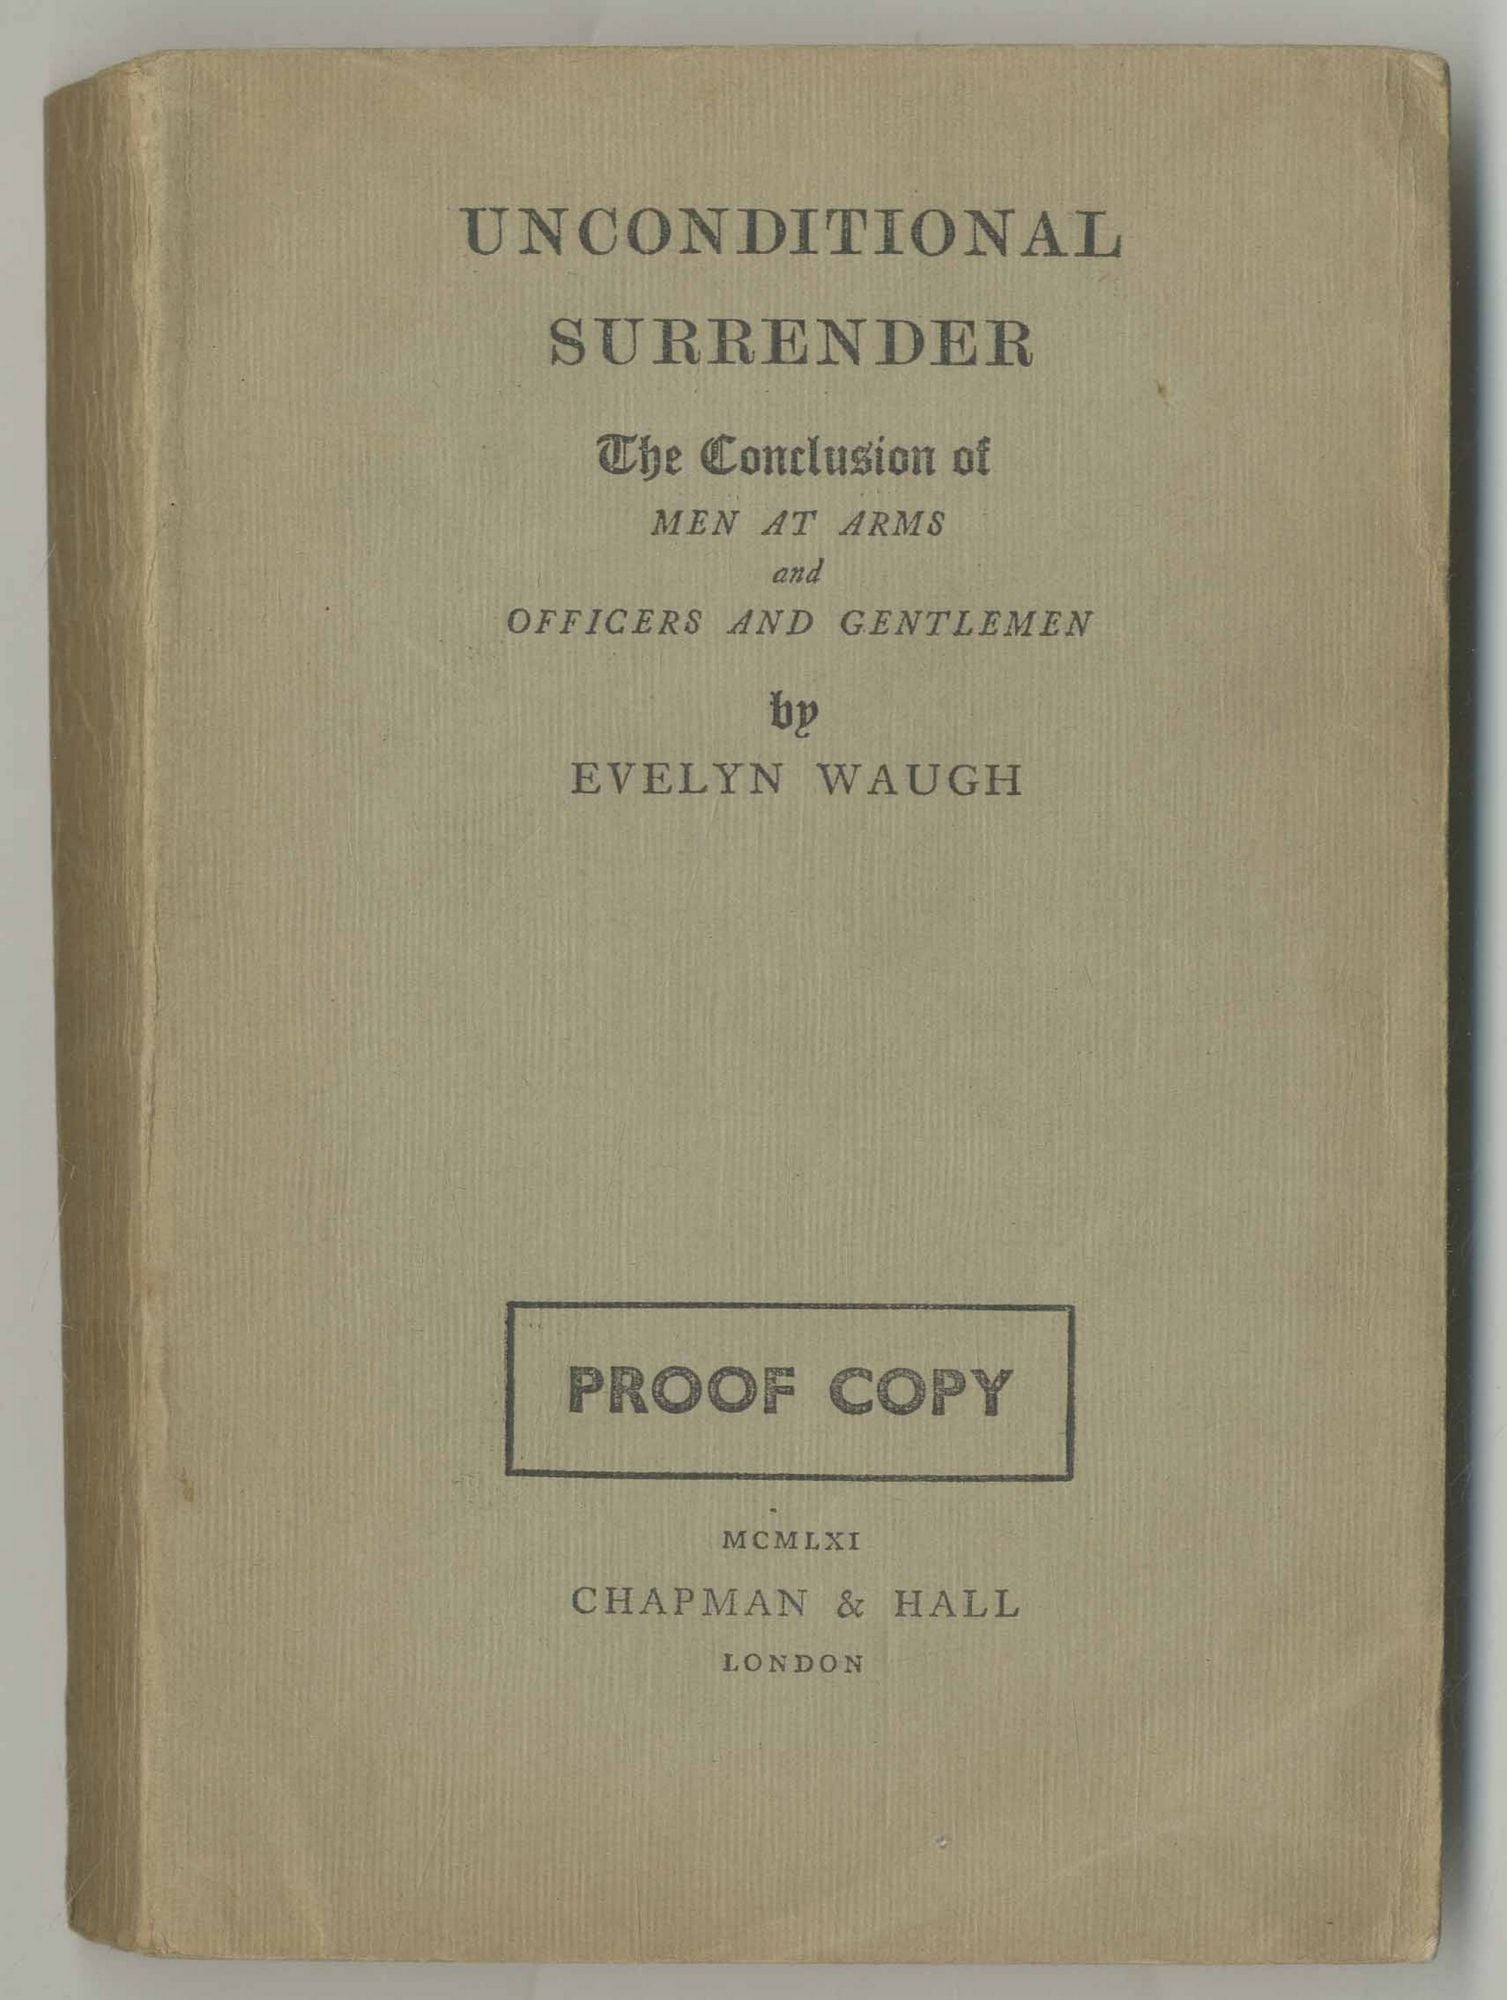 UNCONDITIONAL
SURRENDER
The Conclusion of
MEN AT ARMS
and
OFFICERS AND GENTLEMEN
by
EVELYN WAUGH
PROOF COPY
MCMLXI
CHAPMAN & HALL
LONDON